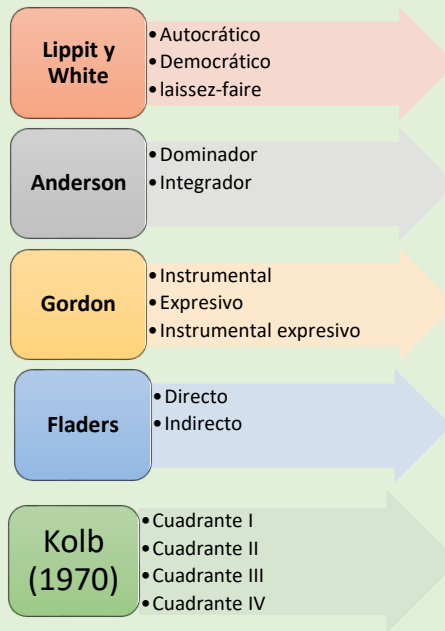 Lippit y
White
•Autocrático
•Democrático
•laissez-faire
Anderson
•Dominador
•Integrador
Gordon
•Instrumental
•Expresivo
•Instrumental expresivo
Fladers
•Directo
•Indirecto
Kolb
(1970)
•Cuadrante I
•Cuadrante II
•Cuadrante III
•Cuadrante IV